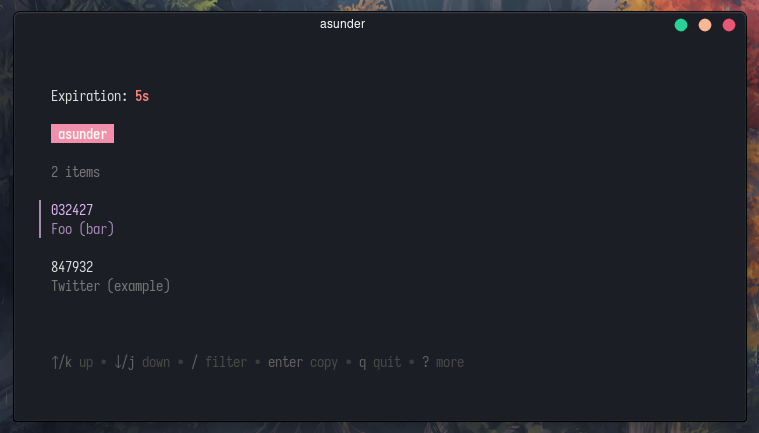 asunder
Expiration: 5s
asunder
2 items
032427
Foo (bar)
847932
Twitter (example)
↑/k up • ↓/j down • / filter • enter copy • q quit • ? more